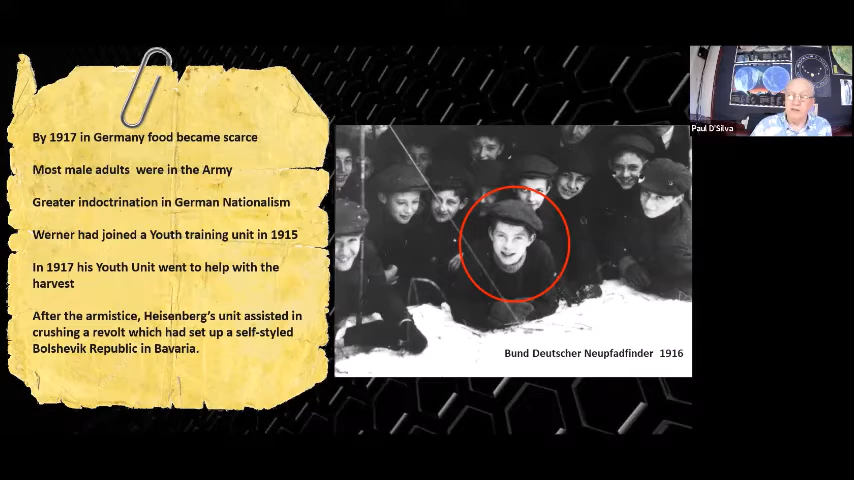 By 1917 in Germany food became scarce
Most male adults were in the Army
Greater indoctrination in German Nationalism
Werner had joined a Youth training unit in 1915
In 1917 his Youth Unit went to help with the
harvest
After the armistice, Heisenberg's unit assisted in
crushing a revolt which had set up a self-styled
Bolshevik Republic in Bavaria.
Bund Deutscher Neupfadfinder 1916
Paul D'Silva